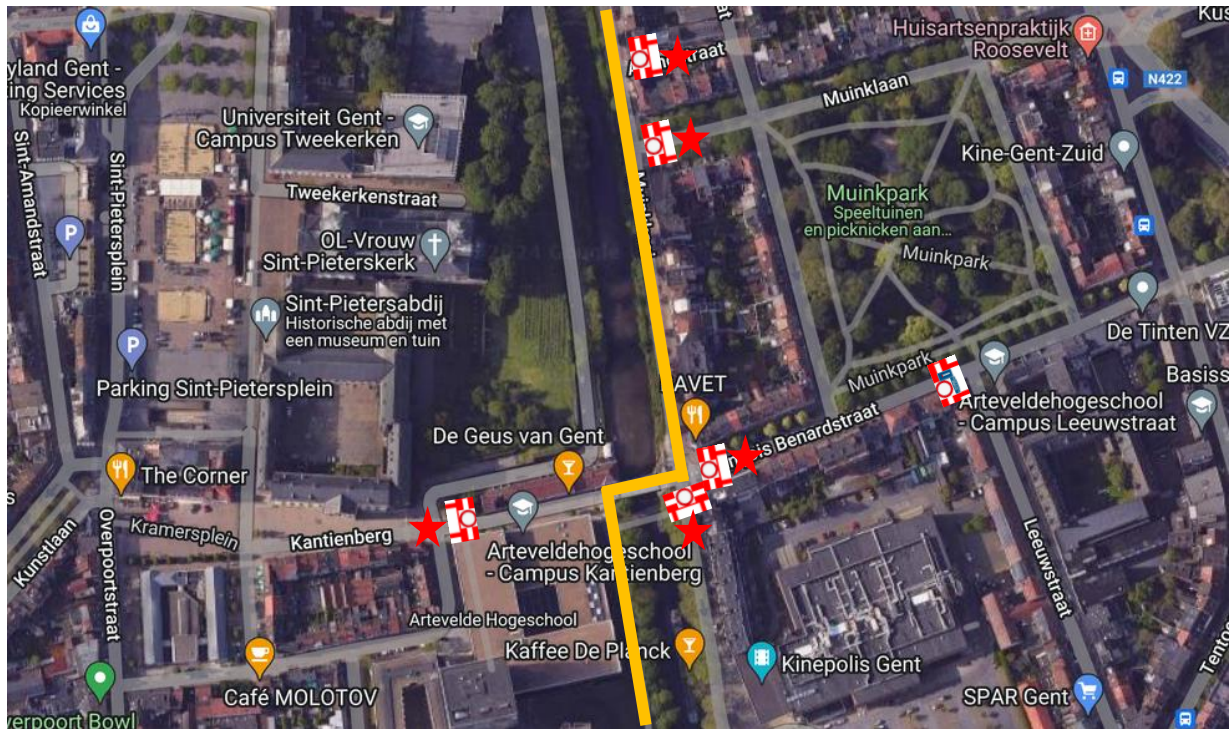 Huisartsenpraktijk
Roosevelt
yland Gent -
ting Services
Kopieerwinkel
Muinklaan
N422
Universiteit Gent -
Campus Tweekerken
Kine-Gent-Zuid
Sint-Amandstraat
Sint-Pietersplein
Tweekerkenstraat
Muinkpark
Speeltuinen
en picknicken aan...
Muinkpark
OL-Vrouw
Sint-Pieterskerk
Sint-Pietersabdij
Historische abdij met
een museum en tuin
De Tinten VZ
Parking Sint-Pietersplein
Muinkpark
Basiss
Arteveldehogeschool
- Campus Leeuwstraat
De Geus van Gent
The Corner
Benardstraat
Kramersplein
Kantienberg
Kunstlaan
Overpoortstraat
Arteveldehogeschool
- Campus Kantienberg
Leeuwstraat
Artevelde Hogeschool
Kaffee De Planck
Kinepolis Gent
Café MOLOTOV
SPAR Gent
verpoort Bowl